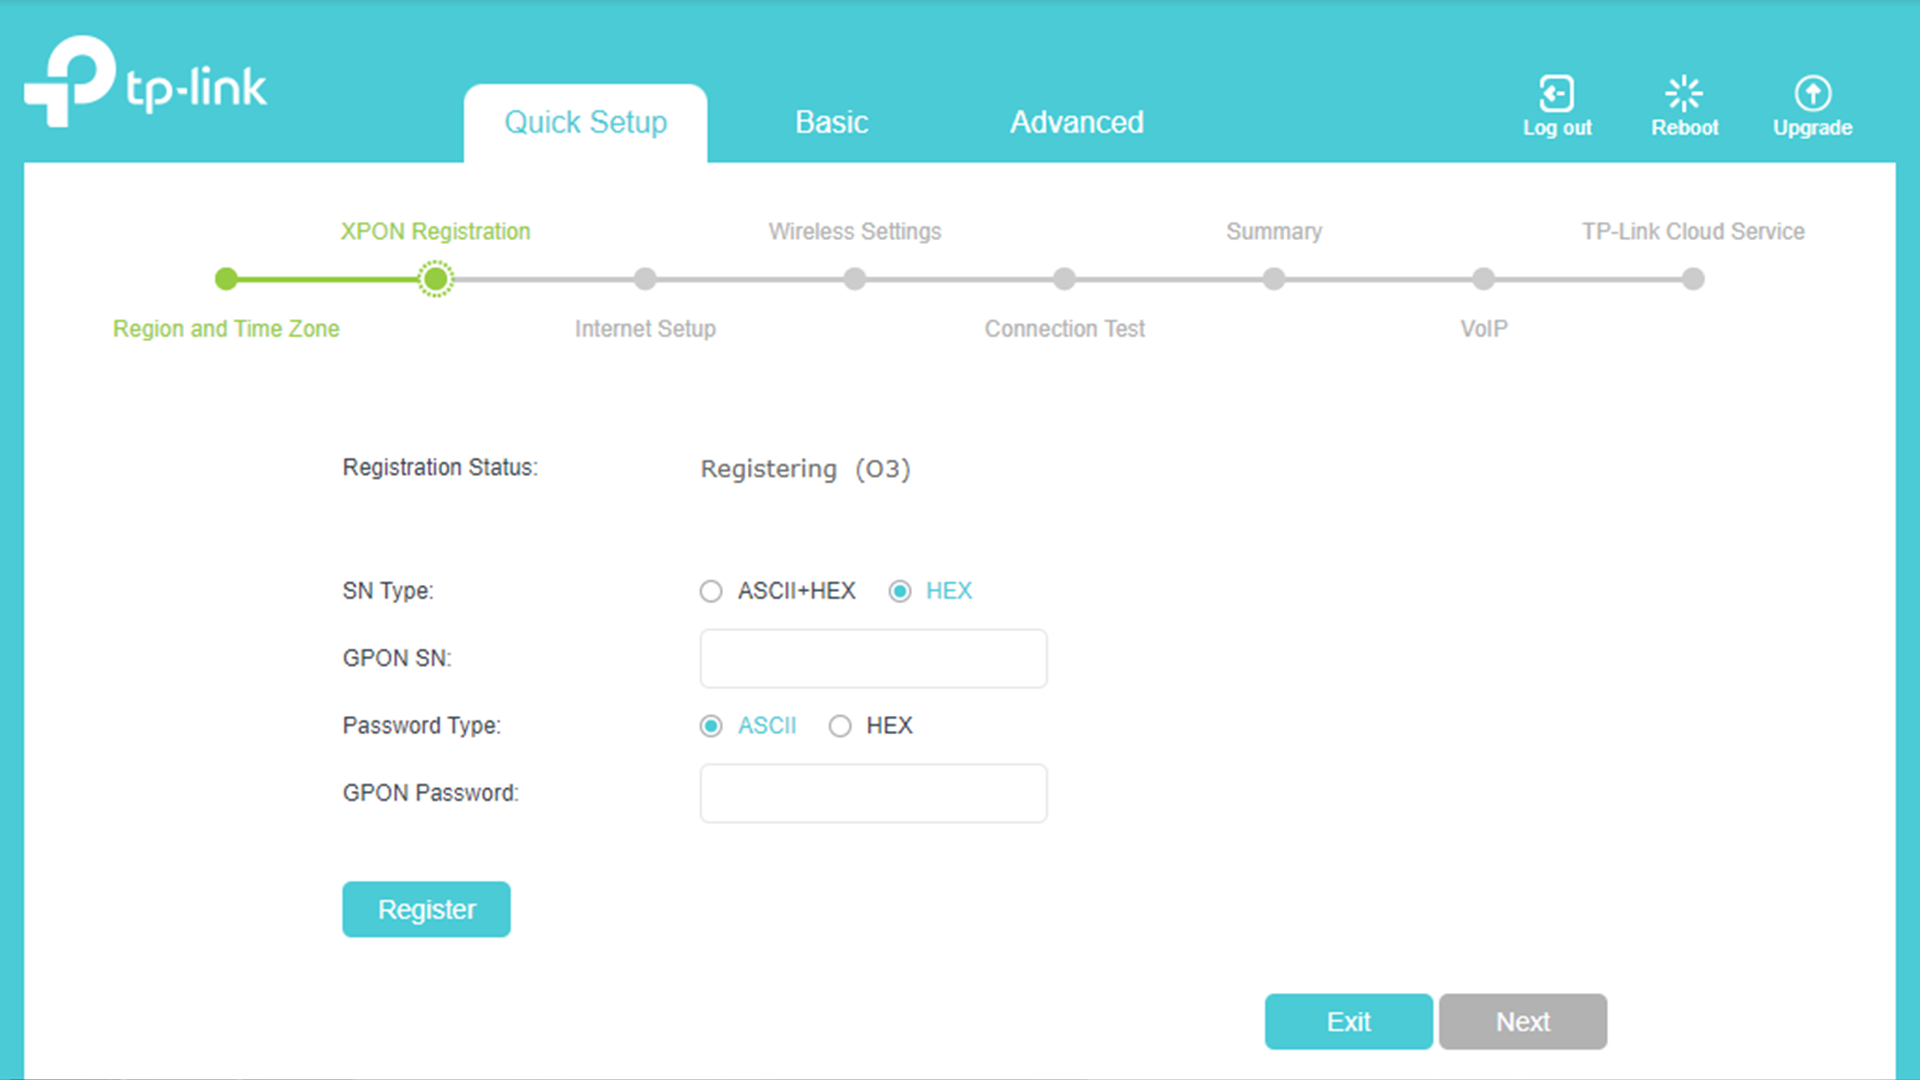 tp-link
Quick Setup
Basic
Advanced
Log out
Reboot
Upgrade
XPON Registration
Wireless Settings
Summary
TP-Link Cloud Service
Region and Time Zone
Internet Setup
Connection Test
VoIP
Registration Status: Registering (O3)
SN Type: ASCII+HEX HEX
GPON SN:
Password Type: ASCII HEX
GPON Password:
Register
Exit
Next